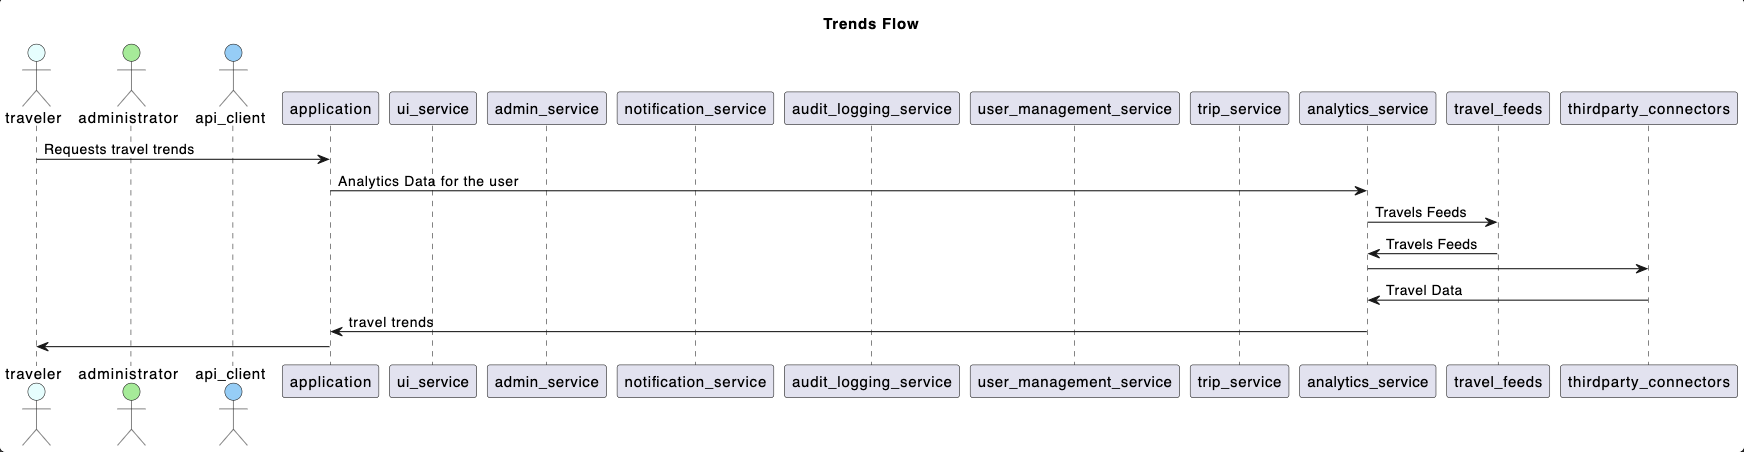 Trends Flow
traveler administrator api_client application ui_service admin_service notification_service audit_logging_service user_management_service trip_service analytics_service travel_feeds thirdparty_connectors
Requests travel trends
Analytics Data for the user
Travels Feeds
Travels Feeds
Travel Data
travel trends
traveler administrator api_client application ui_service admin_service notification_service audit_logging_service user_management_service trip_service analytics_service travel_feeds thirdparty_connectors